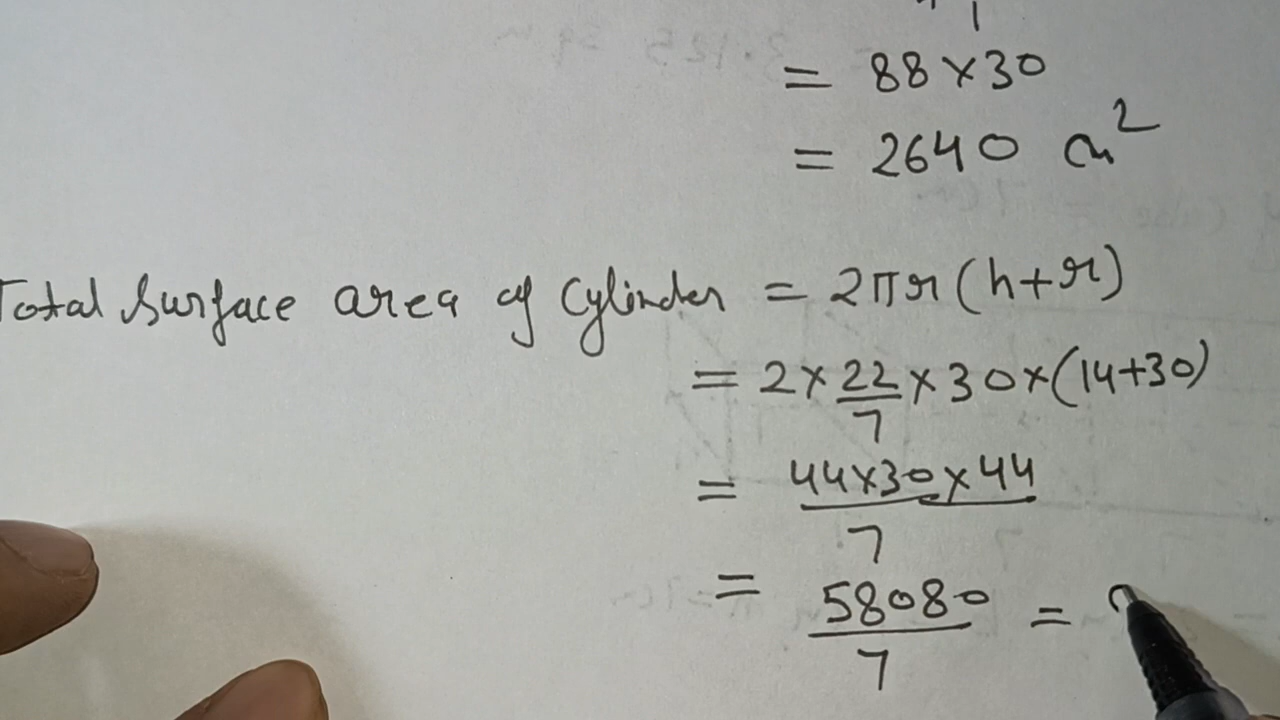 = 88×30
= 2640 cm²
Total Surface area of Cylinder = 2πr(h+r)
= 2×22/7×30×(14+30)
= 44×30×44/7
= 58080/7 =